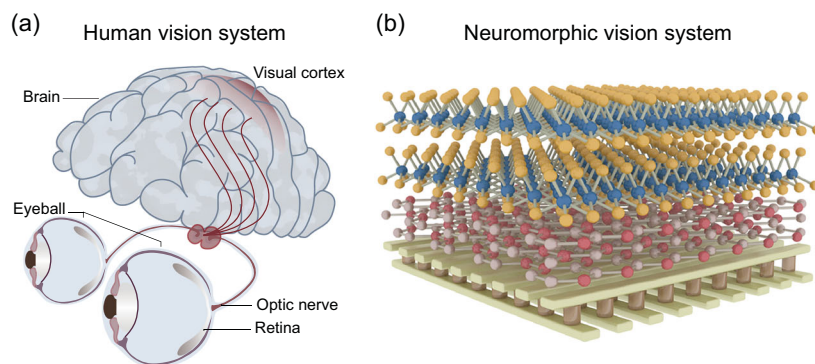 (a)
Human vision system
Visual cortex
Brain
Eyeball
Optic nerve
Retina
(b)
Neuromorphic vision system